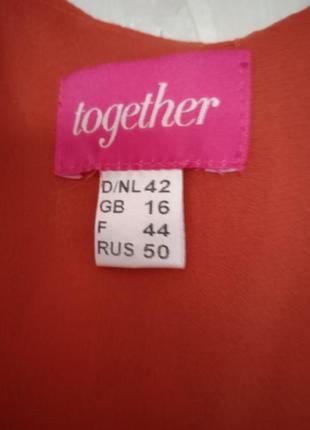 together
D/NL 42
GB 16
F 44
RUS 50